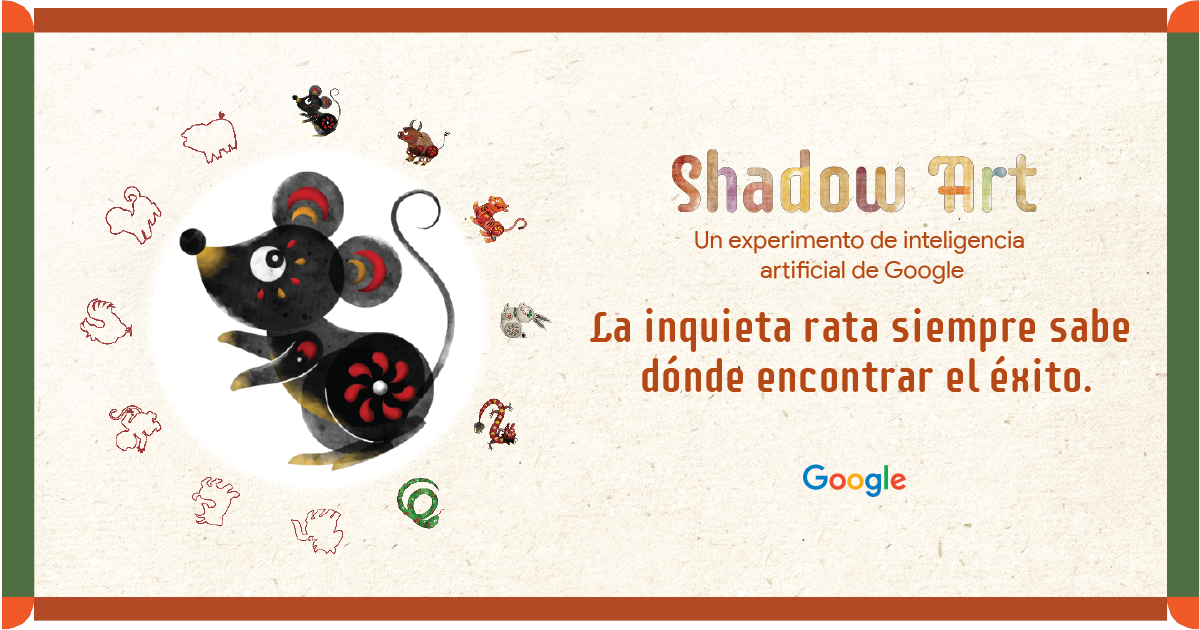 Shadow Art
Un experimento de inteligencia
artificial de Google
La inquieta rata siempre sabe
dónde encontrar el éxito.
Google